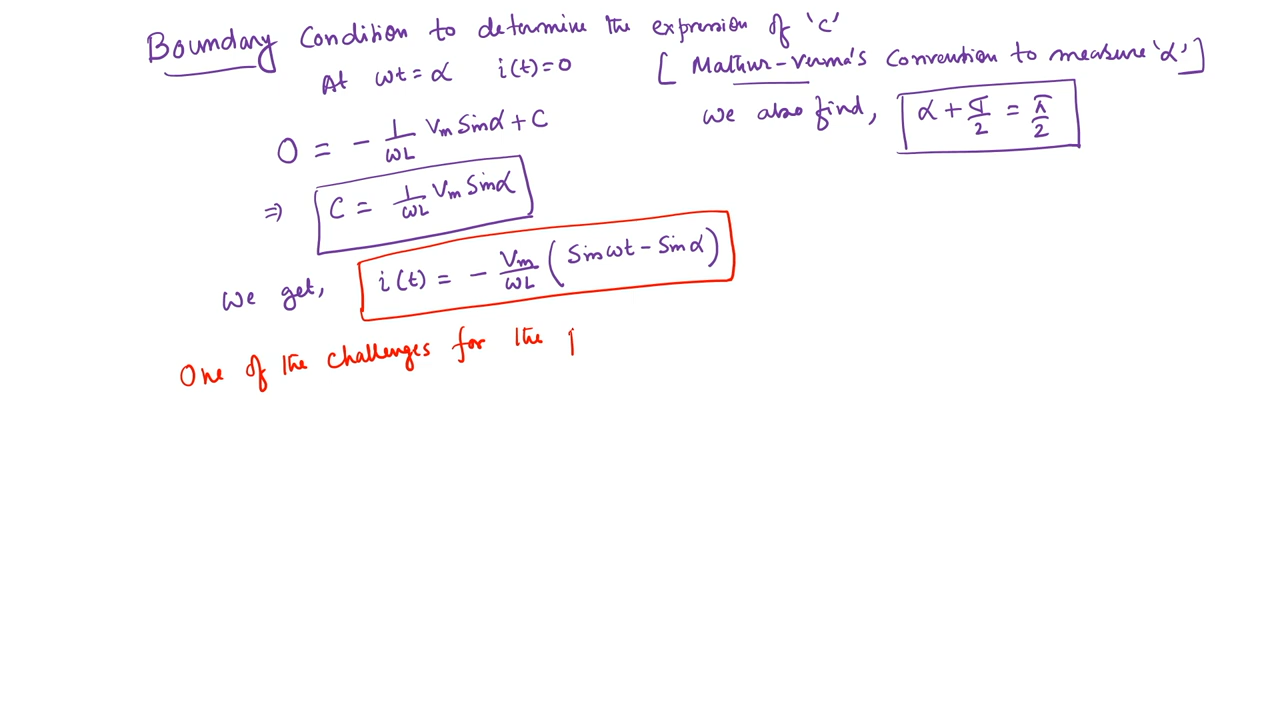 Boundary Condition to determine the expression of 'c'
At ωt = α i(t) = 0
[ Mathur-Verma's Convention to measure 'α' ]
0 = - 1/ωL Vm Sinα + C
We also find, α + σ/2 = π/2
⇒ C = 1/ωL Vm Sinα
We get, i(t) = - Vm/ωL ( Sinωt - Sinα )
One of the challenges for the